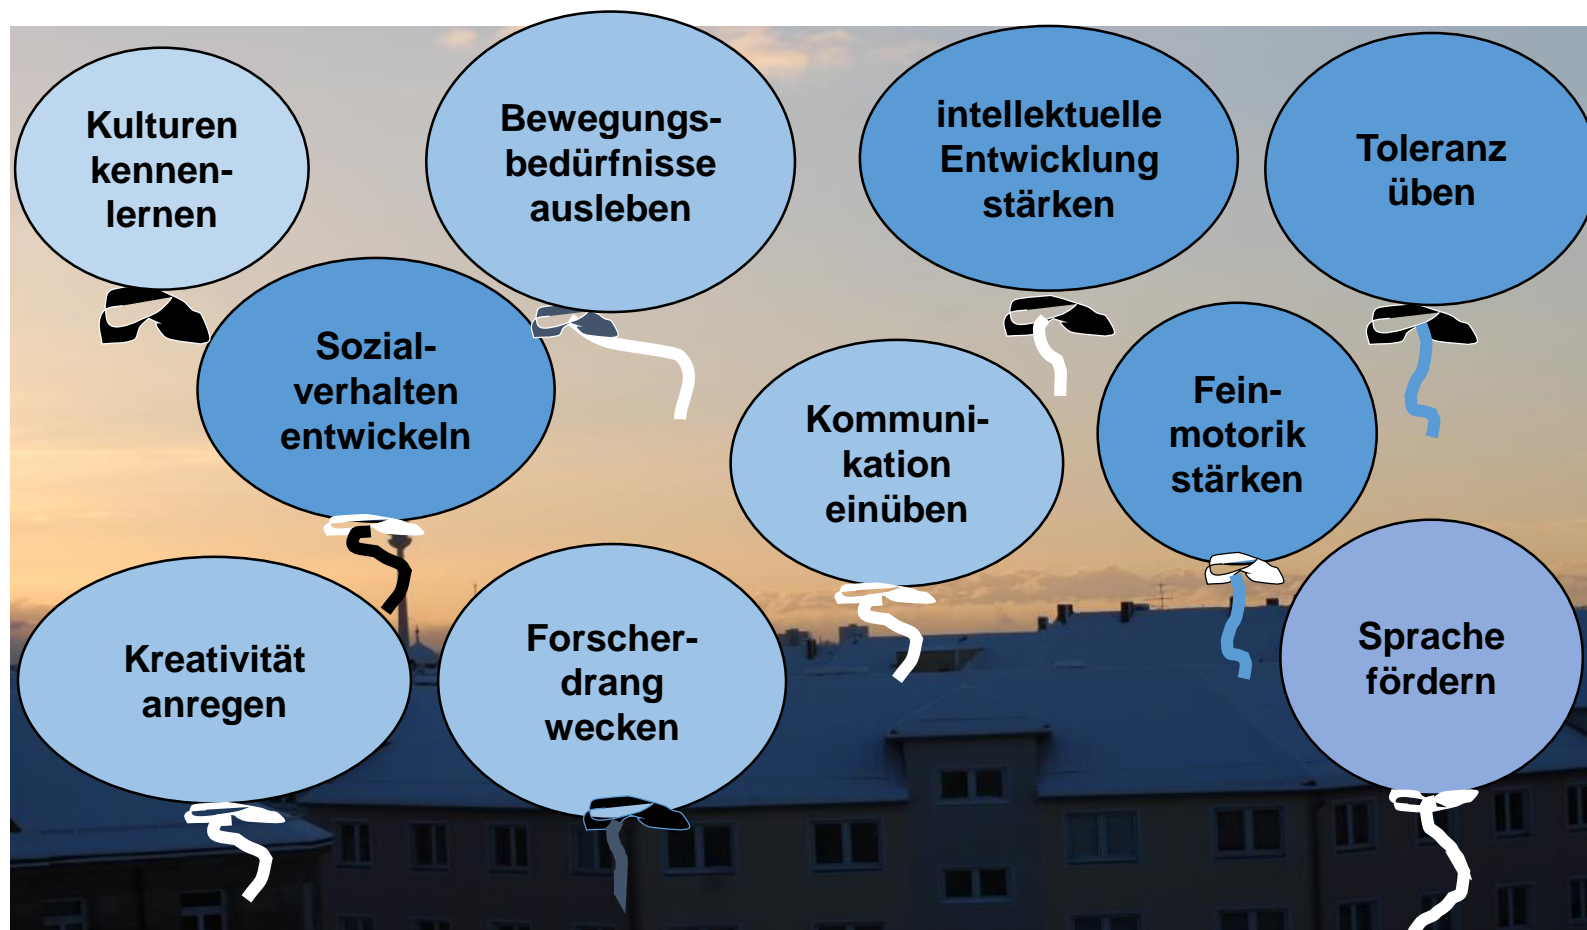 Kulturen
kennen-
lernen
Bewegungs-
bedürfnisse
ausleben
intellektuelle
Entwicklung
stärken
Toleranz
üben
Sozial-
verhalten
entwickeln
Kommuni-
kation
einüben
Fein-
motorik
stärken
Kreativität
anregen
Forscher-
drang
wecken
Sprache
fördern